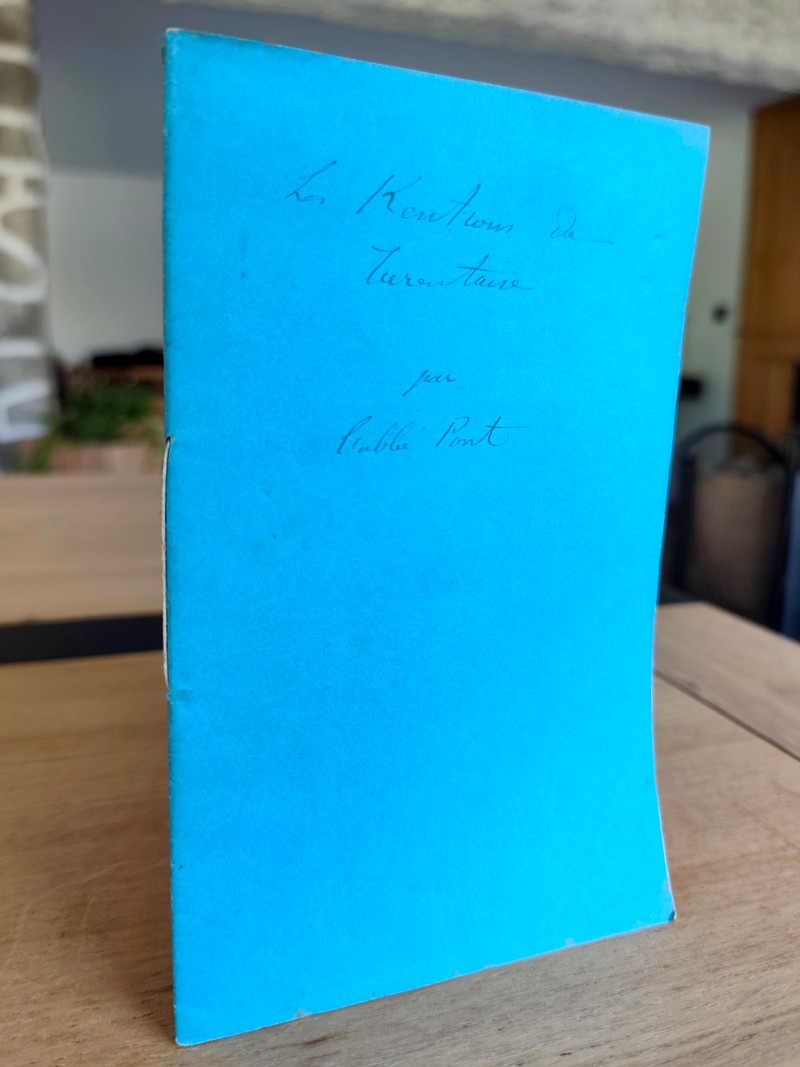 Les Kentrons de
Tarentaise
par
l'abbé Pont